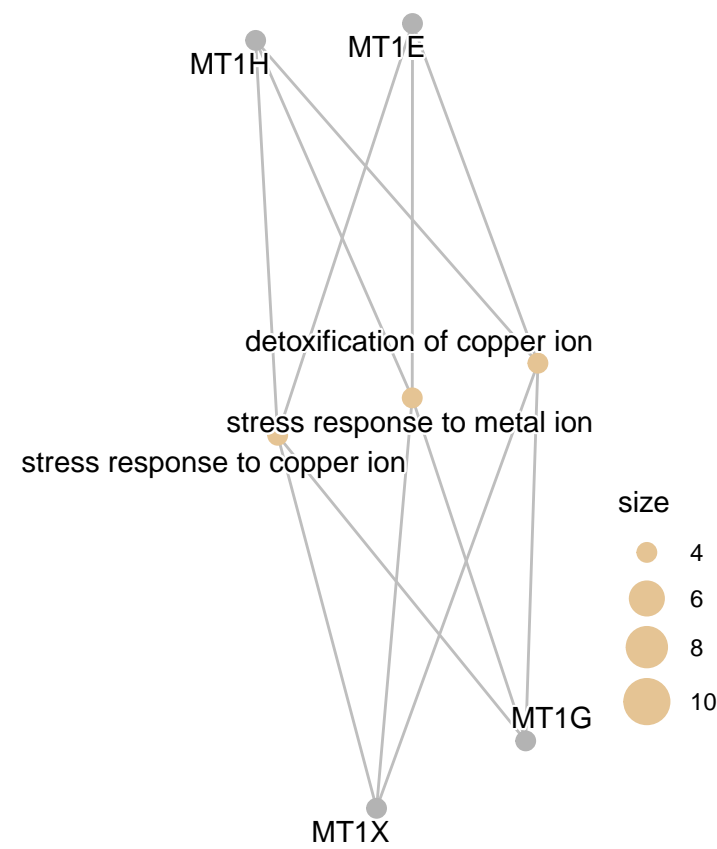 MT1E
MT1H
detoxification of copper ion
stress response to metal ion
stress response to copper ion
size
4
6
8
10
MT1G
MT1X